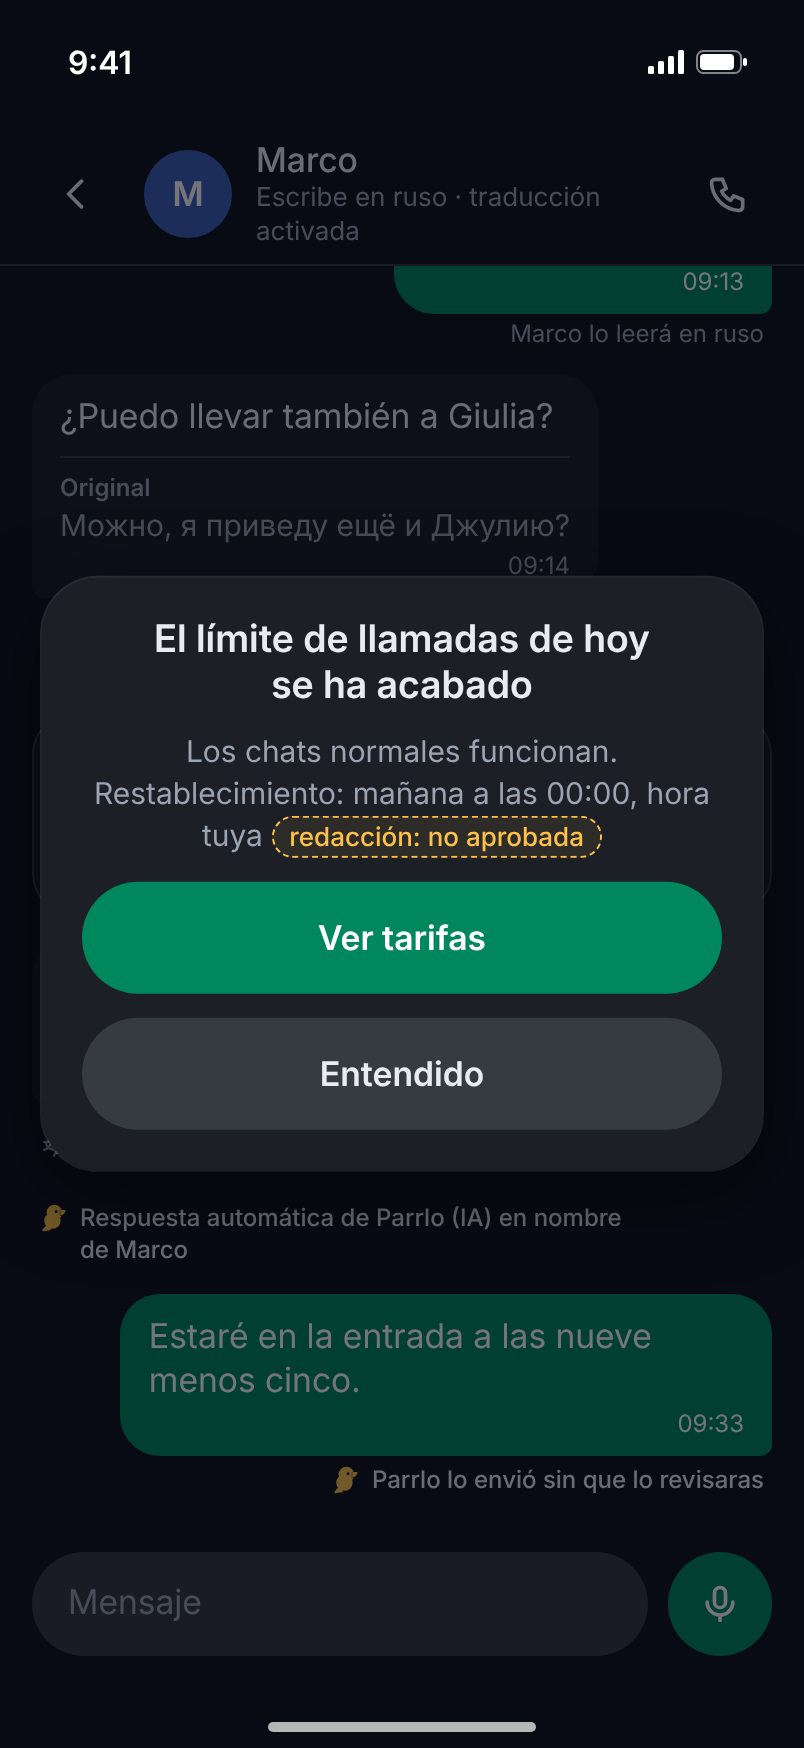 9:41
M
Marco
Escribe en ruso · traducción
activada
09:13
Marco lo leerá en ruso
¿Puedo llevar también a Giulia?
Original
Можно, я приведу ещё и Джулию?
09:14
El límite de llamadas de hoy
se ha acabado
Los chats normales funcionan.
Restablecimiento: mañana a las 00:00, hora
tuya redacción: no aprobada
Ver tarifas
Entendido
Respuesta automática de Parrlo (IA) en nombre
de Marco
Estaré en la entrada a las nueve
menos cinco.
09:33
Parrlo lo envió sin que lo revisaras
Mensaje